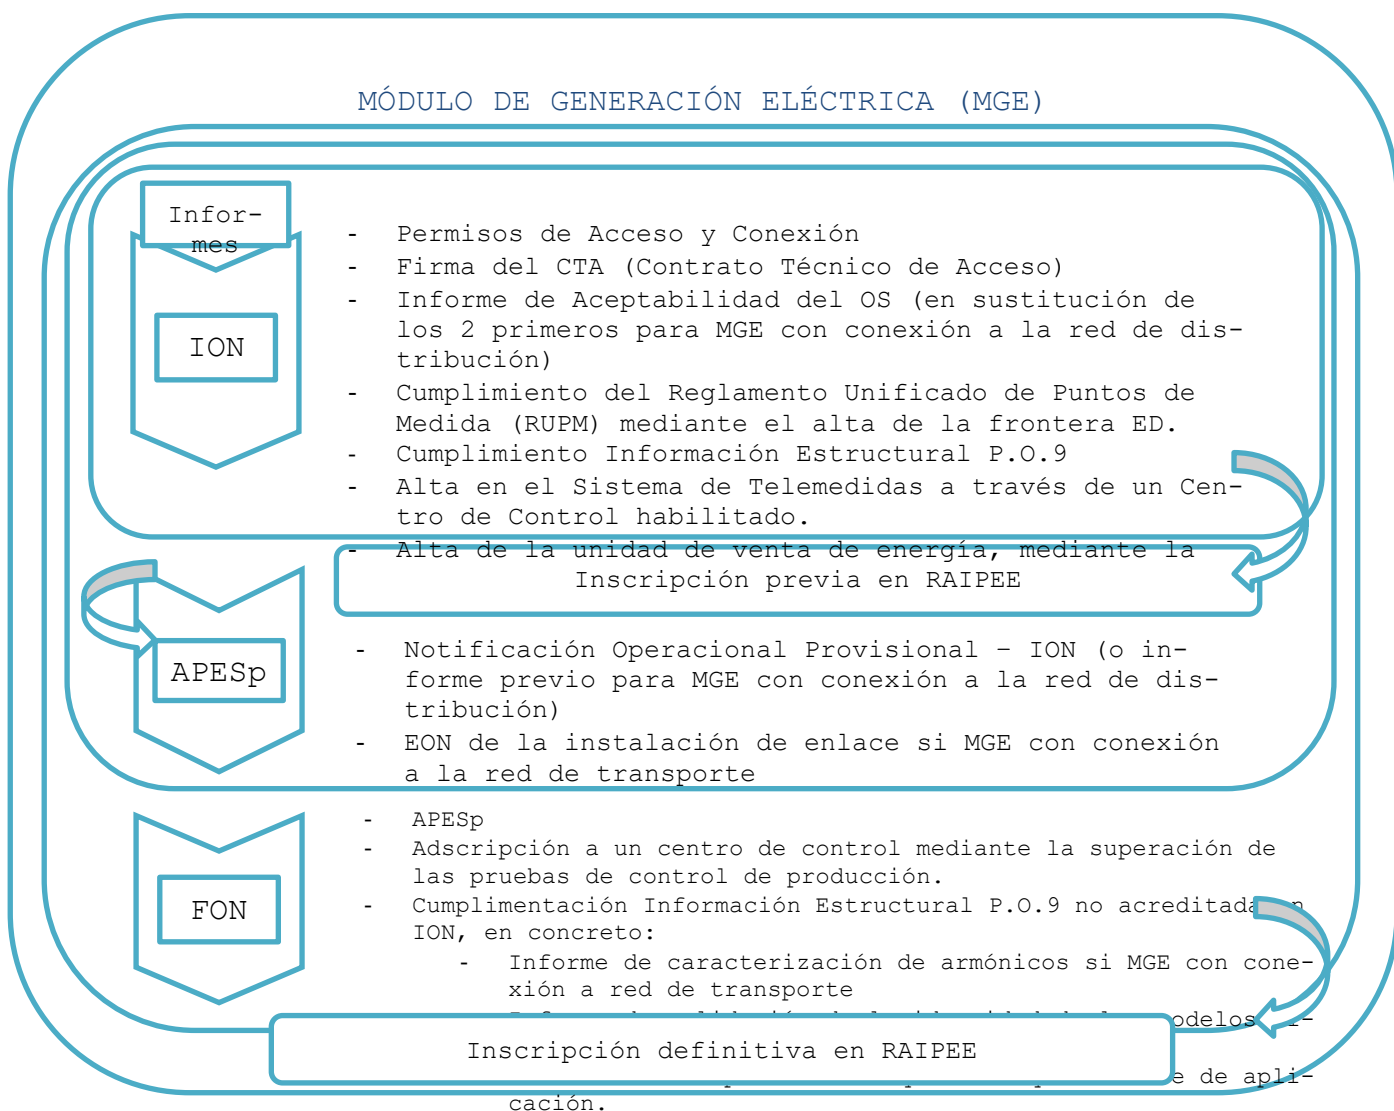 MÓDULO DE GENERACIÓN ELÉCTRICA (MGE)
Infor-
mes
ION
- Permisos de Acceso y Conexión
- Firma del CTA (Contrato Técnico de Acceso)
- Informe de Aceptabilidad del OS (en sustitución de
los 2 primeros para MGE con conexión a la red de dis-
tribución)
- Cumplimiento del Reglamento Unificado de Puntos de
Medida (RUPM) mediante el alta de la frontera ED.
- Cumplimiento Información Estructural P.O.9
- Alta en el Sistema de Telemedidas a través de un Cen-
tro de Control habilitado.
- Alta de la unidad de venta de energía, mediante la
Inscripción previa en RAIPEE
APESp
- Notificación Operacional Provisional – ION (o in-
forme previo para MGE con conexión a la red de dis-
tribución)
- EON de la instalación de enlace si MGE con conexión
a la red de transporte
FON
- APESp
- Adscripción a un centro de control mediante la superación de
las pruebas de control de producción.
- Cumplimentación Información Estructural P.O.9 no acreditada
ION, en concreto:
- Informe de caracterización de armónicos si MGE con cone-
xión a red de transporte
Inscripción definitiva en RAIPEE
de apli-
cación.